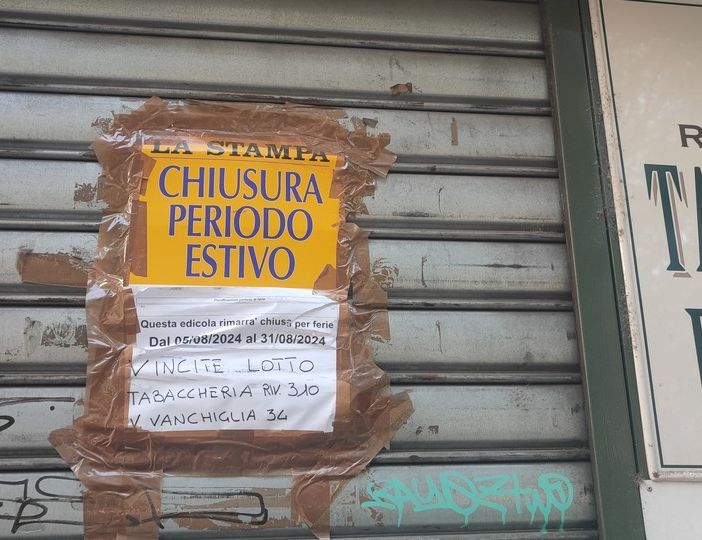 LA STAMPA
CHIUSURA
PERIODO
ESTIVO
Questa edicola rimarra' chiusa per ferie
Dal 05/08/2024 al 31/08/2024
VINCITE LOTTO
TABACCHERIA RIV. 310
V. VANCHIGLIA 34